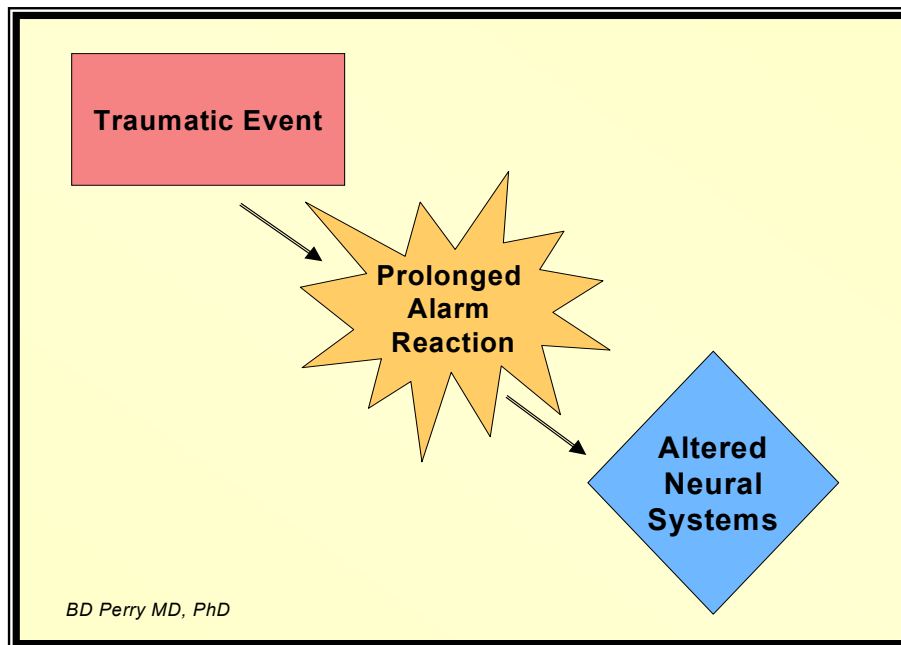 Traumatic Event
Prolonged
Alarm
Reaction
Altered
Neural
Systems
BD Perry MD, PhD